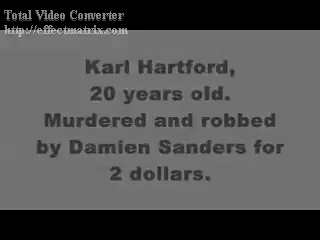 Total Video Converter
http://effectmatrix.com
Karl Hartford,
20 years old.
Murdered and robbed
by Damien Sanders for
2 dollars.